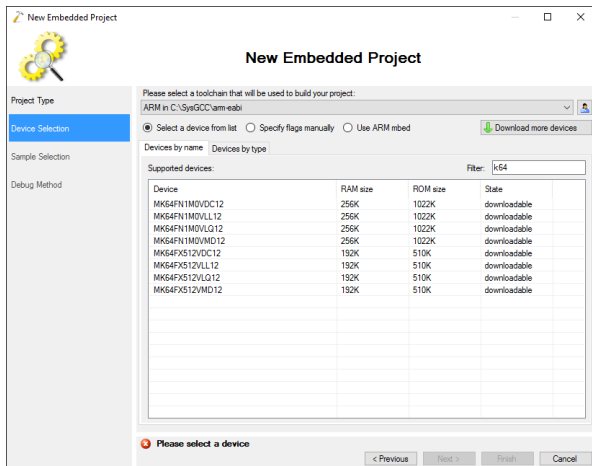 New Embedded Project
New Embedded Project
Project Type
Device Selection
Sample Selection
Debug Method
Please select a toolchain that will be used to build your project:
ARM in C:\SysGCC\arm-eabi
Select a device from list Specify flags manually Use ARM mbed Download more devices
Devices by name Devices by type
Supported devices: Filter: k64
Device RAM size ROM size State
MK64FN1M0VDC12 256K 1022K downloadable
MK64FN1M0VLL12 256K 1022K downloadable
MK64FN1M0VLQ12 256K 1022K downloadable
MK64FN1M0VMD12 256K 1022K downloadable
MK64FX512VDC12 192K 510K downloadable
MK64FX512VLL12 192K 510K downloadable
MK64FX512VLQ12 192K 510K downloadable
MK64FX512VMD12 192K 510K downloadable
Please select a device
< Previous Next > Finish Cancel